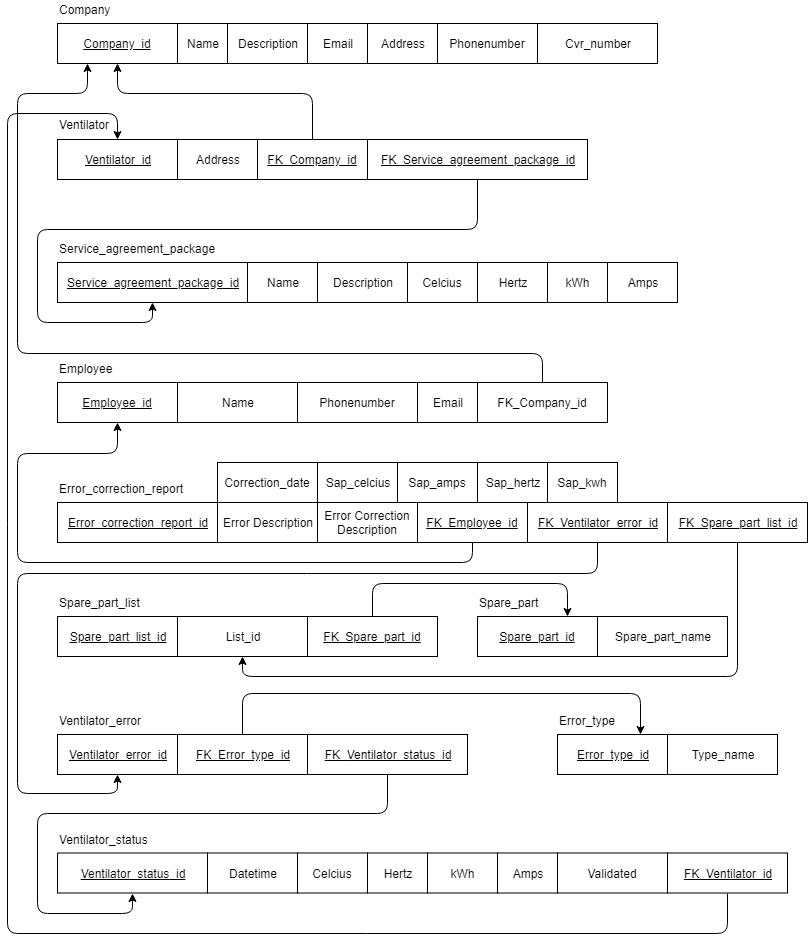 Company
Company_id Name Description Email Address Phonenumber Cvr_number
Ventilator
Ventilator_id Address FK_Company_id FK_Service_agreement_package_id
Service_agreement_package
Service_agreement_package_id Name Description Celcius Hertz kWh Amps
Employee
Employee_id Name Phonenumber Email FK_Company_id
Correction_date Sap_celcius Sap_amps Sap_hertz Sap_kwh
Error_correction_report
Error_correction_report_id Error Description Error Correction Description FK_Employee_id FK_Ventilator_error_id FK_Spare_part_list_id
Spare_part_list Spare_part
Spare_part_list_id List_id FK_Spare_part_id Spare_part_id Spare_part_name
Ventilator_error Error_type
Ventilator_error_id FK_Error_type_id FK_Ventilator_status_id Error_type_id Type_name
Ventilator_status
Ventilator_status_id Datetime Celcius Hertz kWh Amps Validated FK_Ventilator_id